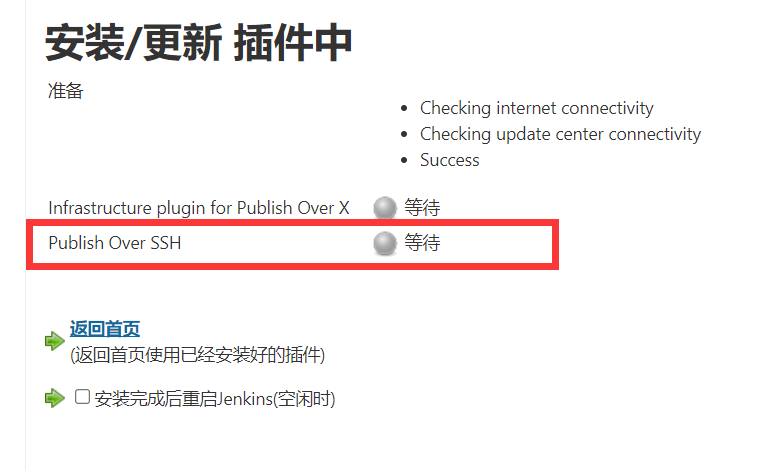 安装/更新 插件中
准备
Checking internet connectivity
Checking update center connectivity
Success
Infrastructure plugin for Publish Over X 等待
Publish Over SSH 等待
返回首页
(返回首页使用已经安装好的插件)
安装完成后重启Jenkins(空闲时)